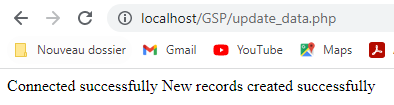 localhost/GSP/update_data.php
Nouveau dossier Gmail YouTube Maps
Connected successfully New records created successfully